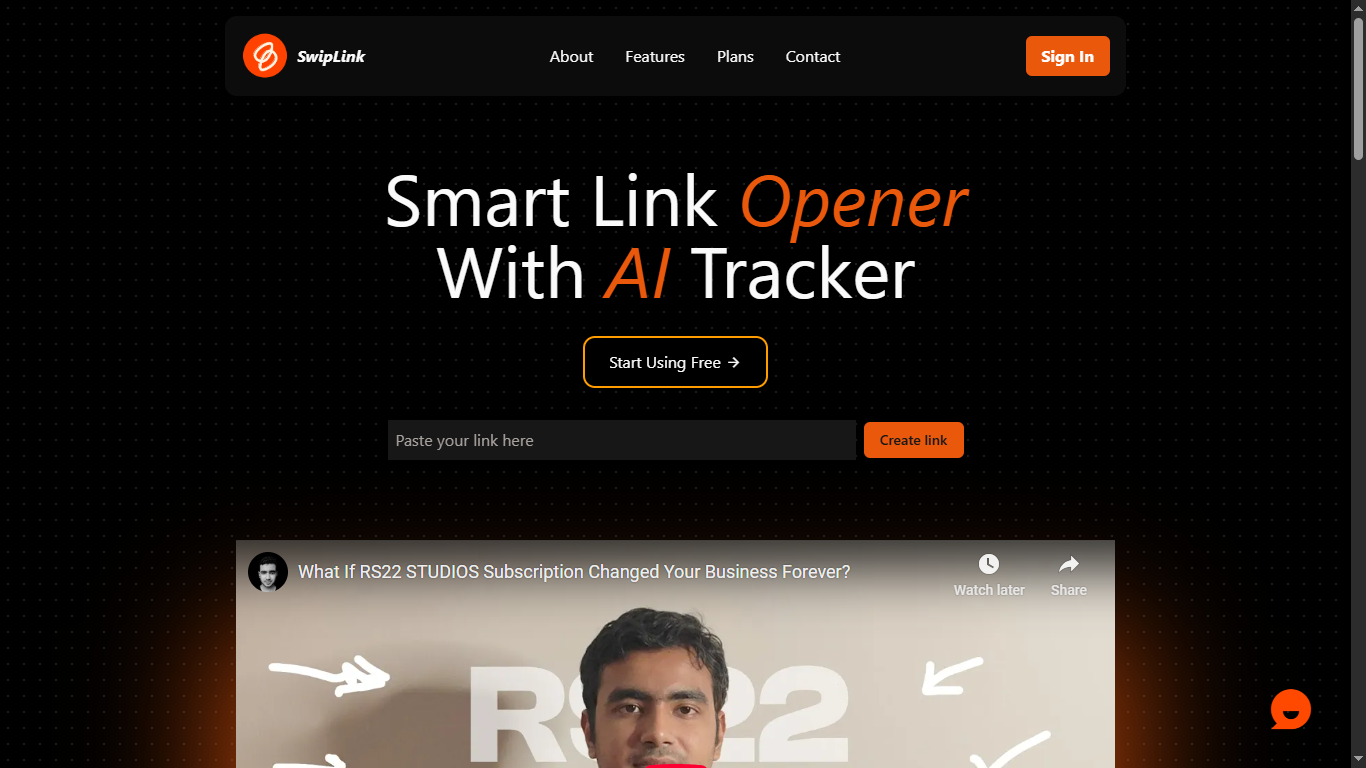 SwipLink
About
Features
Plans
Contact
Sign In
Smart Link Opener
With AI Tracker
Start Using Free →
Paste your link here
Create link
What If RS22 STUDIOS Subscription Changed Your Business Forever?
Watch later
Share
RS22